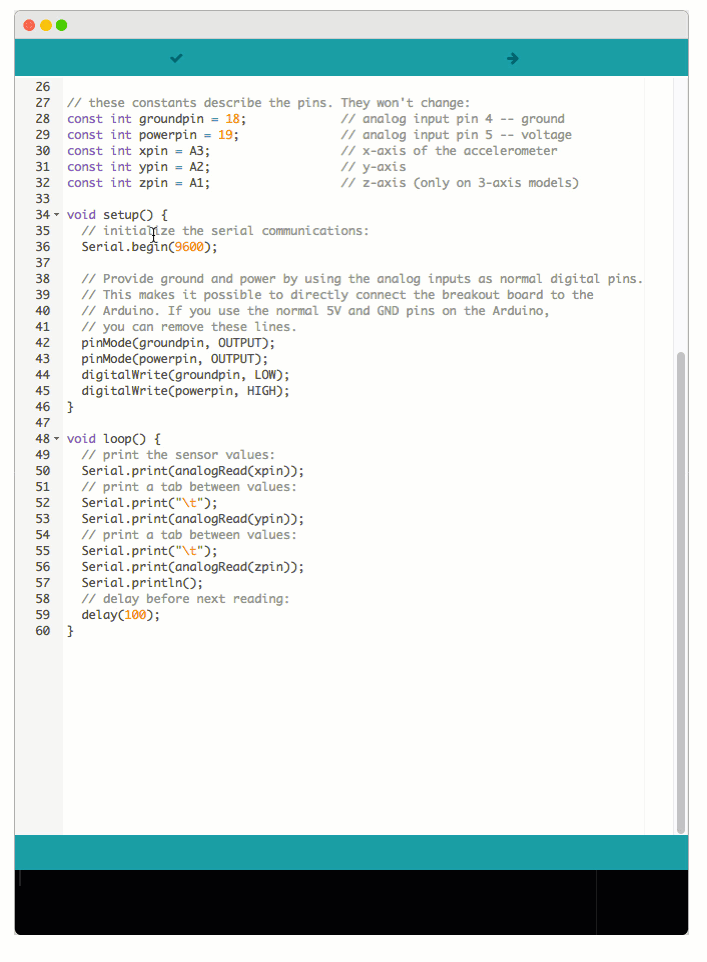 26
27 // these constants describe the pins. They won't change:
28 const int groundpin = 18;             // analog input pin 4 -- ground
29 const int powerpin = 19;              // analog input pin 5 -- voltage
30 const int xpin = A3;                  // x-axis of the accelerometer
31 const int ypin = A2;                  // y-axis
32 const int zpin = A1;                  // z-axis (only on 3-axis models)
33
34 void setup() {
35   // initialize the serial communications:
36   Serial.begin(9600);
37
38   // Provide ground and power by using the analog inputs as normal digital pins.
39   // This makes it possible to directly connect the breakout board to the
40   // Arduino. If you use the normal 5V and GND pins on the Arduino,
41   // you can remove these lines.
42   pinMode(groundpin, OUTPUT);
43   pinMode(powerpin, OUTPUT);
44   digitalWrite(groundpin, LOW);
45   digitalWrite(powerpin, HIGH);
46 }
47
48 void loop() {
49   // print the sensor values:
50   Serial.print(analogRead(xpin));
51   // print a tab between values:
52   Serial.print("\t");
53   Serial.print(analogRead(ypin));
54   // print a tab between values:
55   Serial.print("\t");
56   Serial.print(analogRead(zpin));
57   Serial.println();
58   // delay before next reading:
59   delay(100);
60 }